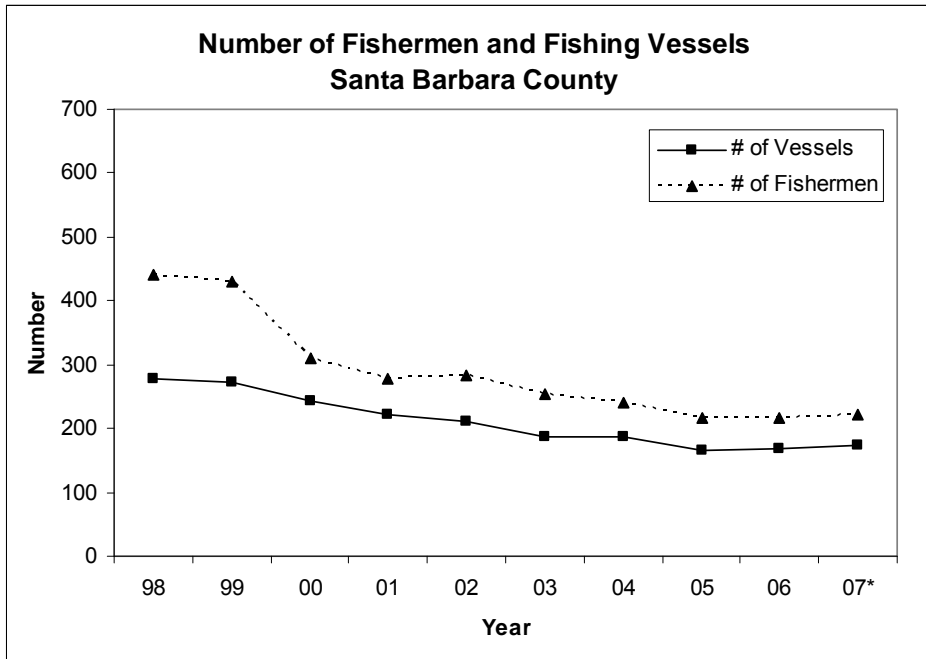 Number of Fishermen and Fishing Vessels
Santa Barbara County
# of Vessels
# of Fishermen
700
600
500
400
300
200
100
0
Number
98 99 00 01 02 03 04 05 06 07*
Year